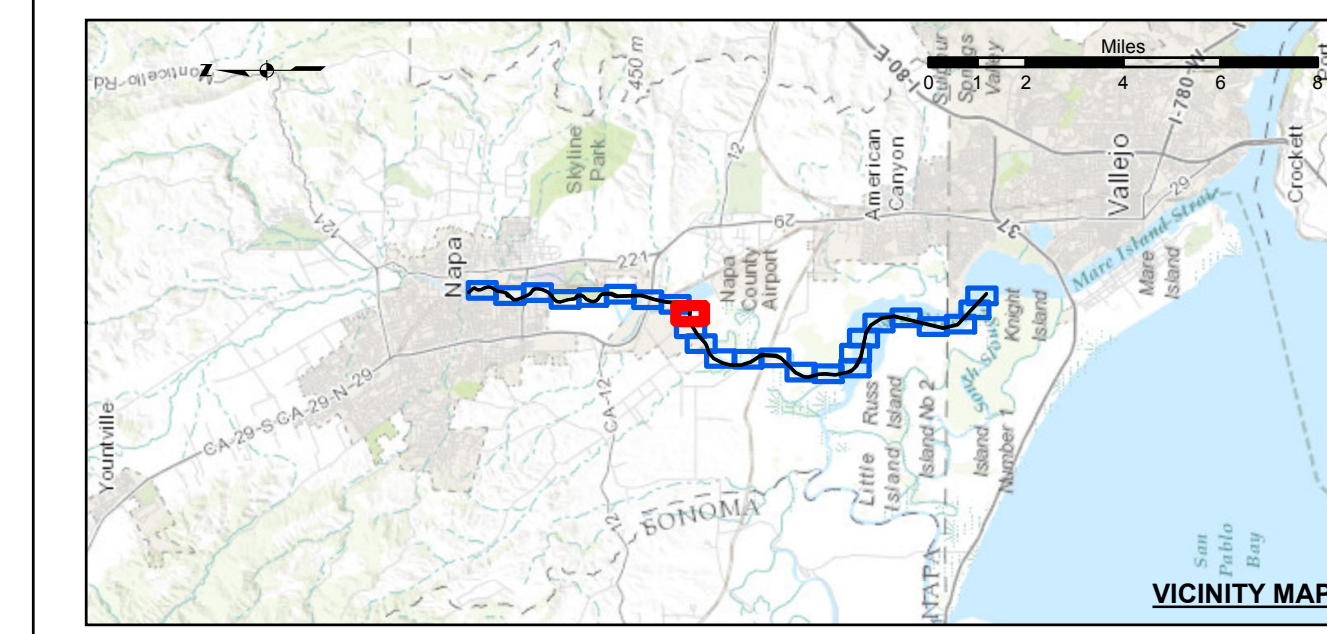 Monticello Rd
Z
450 m
I-80-E
Sulphur
Springs
Valley
Miles
0 1 2 4 6 8
I-780-W
Port
Skyline
Park
12
American
Canyon
Vallejo
29
Crockett
121
Napa
221
29
Napa
County
Airport
37
Mare Island Strait
Mare
Island
Knight
Island
South Slough
Yountville
CA-29-S CA-29-N-29
CA-12
12
SONOMA
NAPA
Little
Island
Russ
Island
Island No 2
Island
Number 1
San
Pablo
Bay
VICINITY MAP